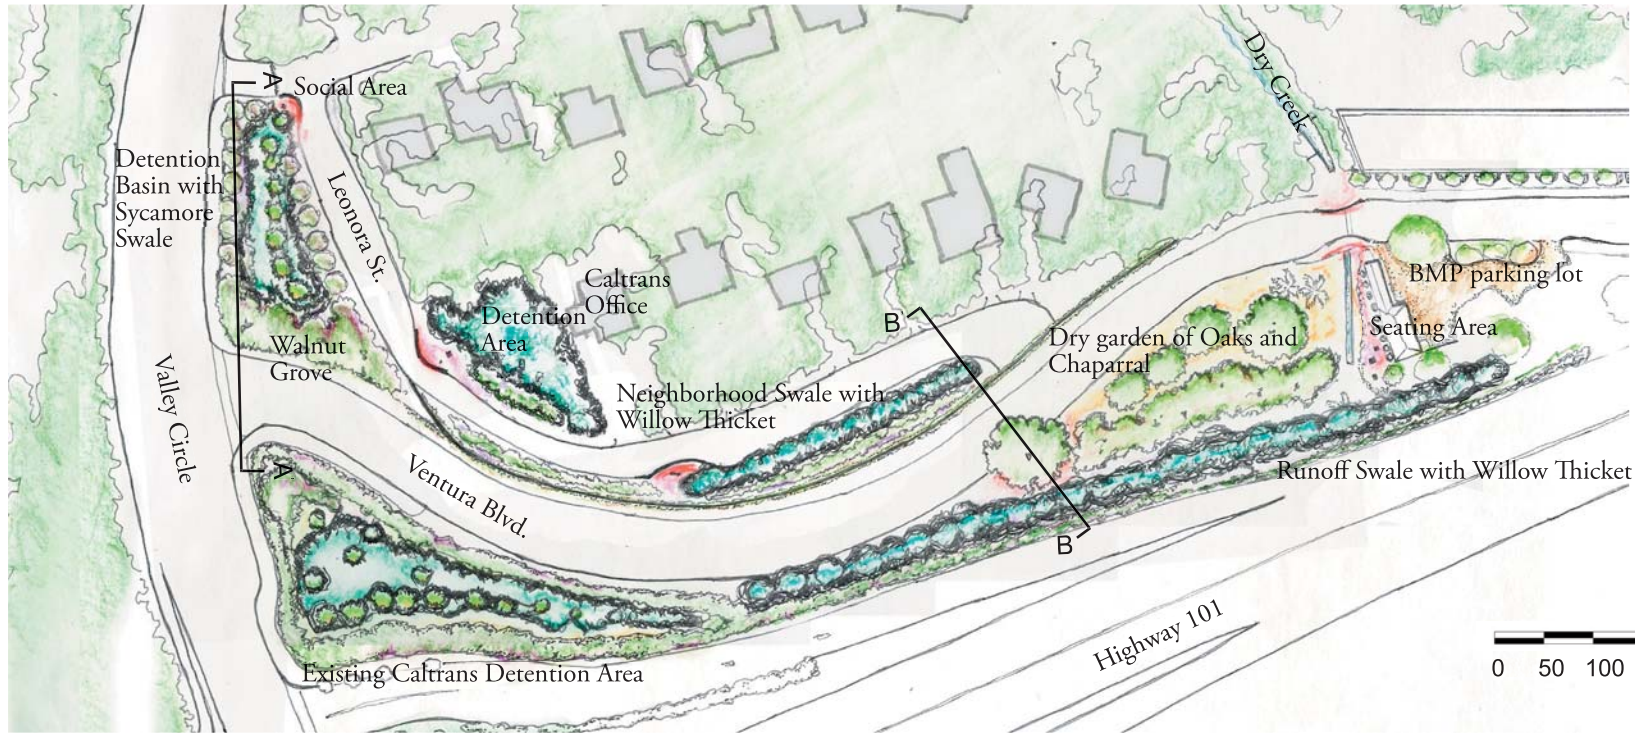 A
Social Area
Dry Creek
Detention
Basin with
Sycamore
Swale
Leonora St.
Caltrans
Office
Detention
Area
BMP parking lot
B
Seating Area
Dry garden of Oaks and
Chaparral
Walnut
Grove
Valley Circle
Neighborhood Swale with
Willow Thicket
A
Ventura Blvd.
Runoff Swale with Willow Thicket
B
Highway 101
Existing Caltrans Detention Area
0 50 100